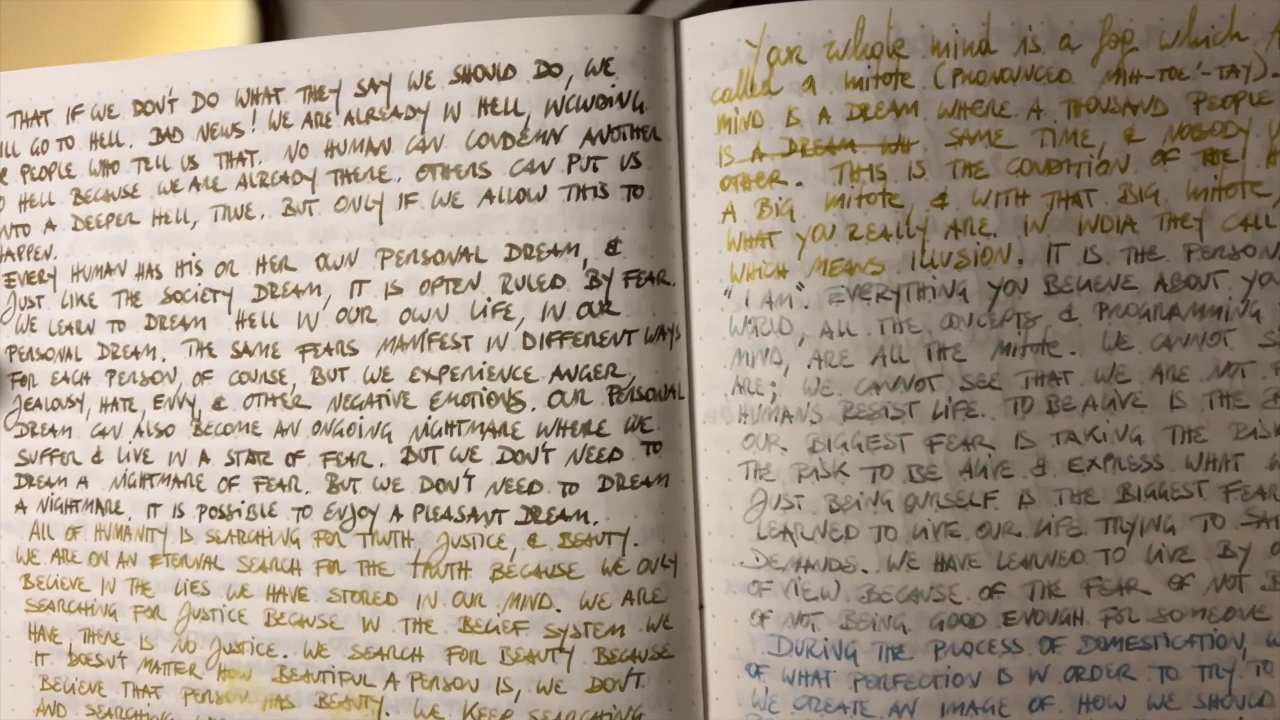 THAT IF WE DON'T DO WHAT THEY SAY WE SHOULD DO, WE
ILL GO TO HELL. BAD NEWS! WE ARE ALREADY IN HELL, INCLUDING
PEOPLE WHO TELL US THAT. NO HUMAN CAN CONDEMN ANOTHER
HELL BECAUSE WE ARE ALREADY THERE. OTHERS CAN PUT US
NTO A DEEPER HELL, TRUE. BUT ONLY IF WE ALLOW THIS TO
HAPPEN.
EVERY HUMAN HAS HIS OR HER OWN PERSONAL DREAM, &
JUST LIKE THE SOCIETY DREAM, IT IS OFTEN RULED BY FEAR.
WE LEARN TO DREAM HELL IN OUR OWN LIFE, IN OUR
PERSONAL DREAM. THE SAME FEARS MANIFEST IN DIFFERENT WAYS
FOR EACH PERSON, OF COURSE, BUT WE EXPERIENCE ANGER,
JEALOUSY, HATE, ENVY, & OTHER NEGATIVE EMOTIONS. OUR PERSONAL
DREAM CAN ALSO BECOME AN ONGOING NIGHTMARE WHERE WE
SUFFER & LIVE IN A STATE OF FEAR. BUT WE DON'T NEED TO
DREAM A NIGHTMARE OF FEAR. BUT WE DON'T NEED TO DREAM
A NIGHTMARE. IT IS POSSIBLE TO ENJOY A PLEASANT DREAM.
ALL OF HUMANITY IS SEARCHING FOR TRUTH, JUSTICE, & BEAUTY.
WE ARE ON AN ETERNAL SEARCH FOR THE TRUTH BECAUSE WE ONLY
BELIEVE IN THE LIES WE HAVE STORED IN OUR MIND. WE ARE
SEARCHING FOR JUSTICE BECAUSE IN THE BELIEF SYSTEM WE
HAVE, THERE IS NO JUSTICE. WE SEARCH FOR BEAUTY BECAUSE
IT DOESN'T MATTER HOW BEAUTIFUL A PERSON IS, WE DON'T
BELIEVE THAT PERSON HAS BEAUTY. WE KEEP SEARCHING
AND SEARCHING
Your whole mind is a fog which
called a mitote (PRONOUNCED MIH-TOE'-TAY).
MIND IS A DREAM WHERE A THOUSAND PEOPLE
IS A DREAM WH SAME TIME, & NOBODY
OTHER. THIS IS THE CONDITION OF THE
A BIG mitote, & WITH THAT BIG mitote,
WHAT YOU REALLY ARE. IN INDIA THEY CALL
WHICH MEANS ILLUSION. IT IS THE PERSON
"I AM". EVERYTHING YOU BELIEVE ABOUT YO
WORLD, ALL THE CONCEPTS & PROGRAMMING
MIND, ARE ALL THE mitote. WE CANNOT S
ARE; WE CANNOT SEE THAT WE ARE NOT
HUMANS RESIST LIFE. TO BE ALIVE IS THE
OUR BIGGEST FEAR IS TAKING THE RISK
THE RISK TO BE ALIVE & EXPRESS WHAT
JUST BEING OURSELF IS THE BIGGEST FEAR
LEARNED TO LIVE OUR LIFE TRYING TO SA
DEMANDS. WE HAVE LEARNED TO LIVE BY O
OF VIEW BECAUSE OF THE FEAR OF NOT B
OF NOT BEING GOOD ENOUGH FOR SOMEONE
DURING THE PROCESS OF DOMESTICATION, W
OF WHAT PERFECTION IS IN ORDER TO TRY TO
WE CREATE AN IMAGE OF HOW WE SHOULD